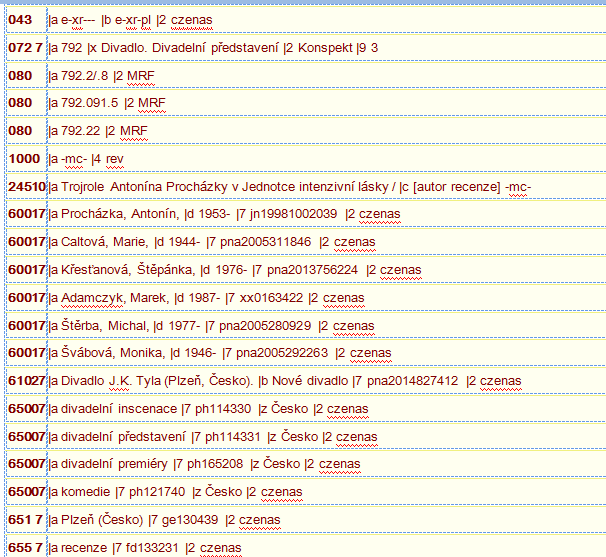 043 |a e-xr--- |b e-xr-pl |2 czenas
072 7 |a 792 |x Divadlo. Divadelní představení |2 Konspekt |9 3
080 |a 792.2/.8 |2 MRF
080 |a 792.091.5 |2 MRF
080 |a 792.22 |2 MRF
1000 |a -mc- |4 rev
24510 |a Trojrole Antonína Procházky v Jednotce intenzivní lásky / |c [autor recenze] -mc-
60017 |a Procházka, Antonín, |d 1953- |7 jn19981002039 |2 czenas
60017 |a Caltová, Marie, |d 1944- |7 pna2005311846 |2 czenas
60017 |a Křesťanová, Štěpánka, |d 1976- |7 pna2013756224 |2 czenas
60017 |a Adamczyk, Marek, |d 1987- |7 xx0163422 |2 czenas
60017 |a Štěrba, Michal, |d 1977- |7 pna2005280929 |2 czenas
60017 |a Švábová, Monika, |d 1946- |7 pna2005292263 |2 czenas
61027 |a Divadlo J.K. Tyla (Plzeň, Česko). |b Nové divadlo |7 pna2014827412 |2 czenas
65007 |a divadelní inscenace |7 ph114330 |z Česko |2 czenas
65007 |a divadelní představení |7 ph114331 |z Česko |2 czenas
65007 |a divadelní premiéry |7 ph165208 |z Česko |2 czenas
65007 |a komedie |7 ph121740 |z Česko |2 czenas
651 7 |a Plzeň (Česko) |7 ge130439 |2 czenas
655 7 |a recenze |7 fd133231 |2 czenas